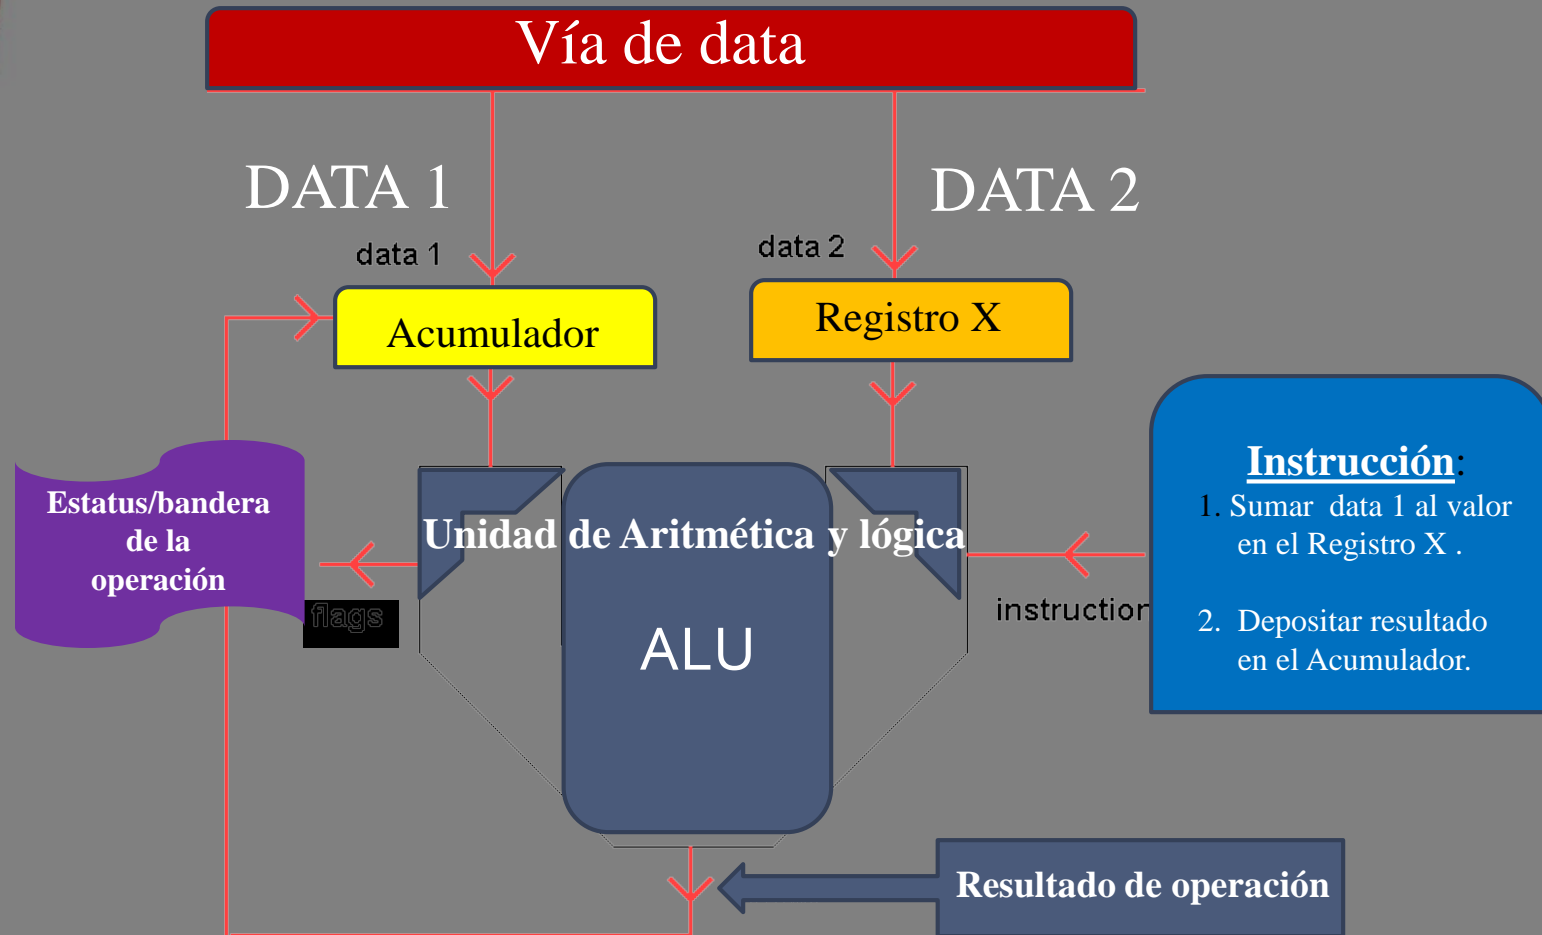 Vía de data
DATA 1
DATA 2
data 1
data 2
Acumulador
Registro X
Estatus/bandera
de la
operación
flags
Unidad de Aritmética y lógica
ALU
instruction
Instrucción:
1. Sumar data 1 al valor
en el Registro X .
2. Depositar resultado
en el Acumulador.
Resultado de operación